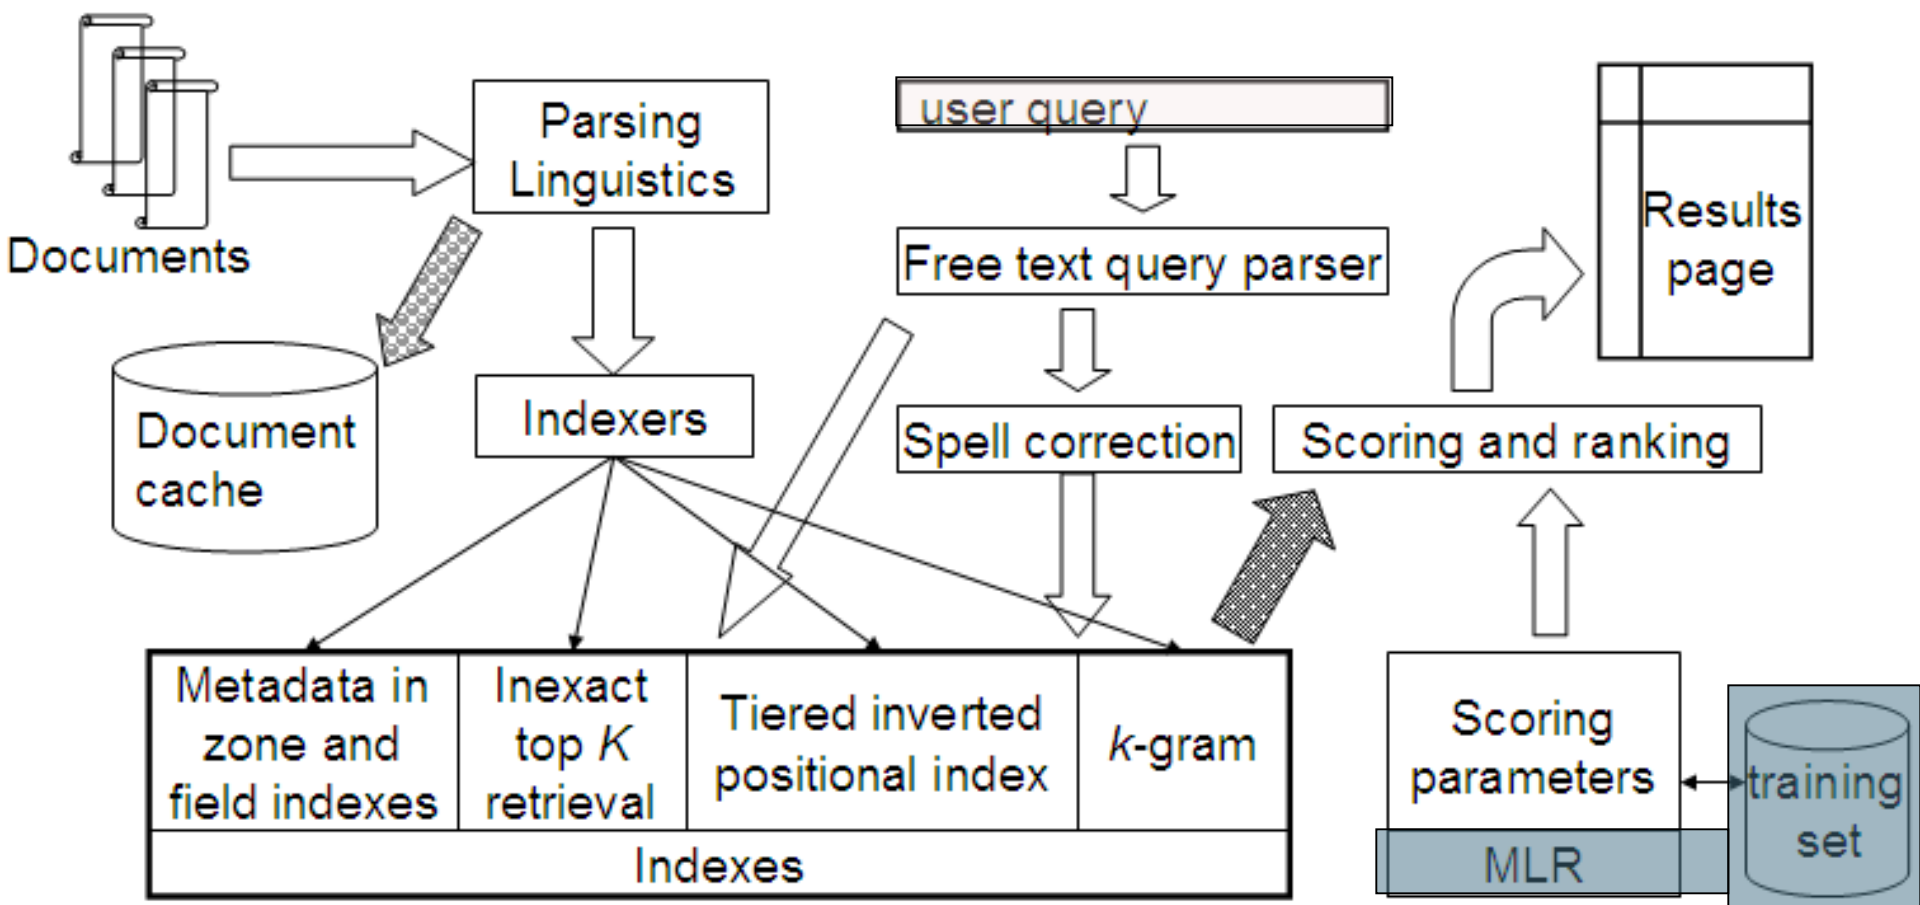 Documents
Parsing
Linguistics
Document
cache
Indexers
user query
Free text query parser
Spell correction
Scoring and ranking
Results
page
Metadata in
zone and
field indexes
Inexact
top K
retrieval
Tiered inverted
positional index
k-gram
Indexes
Scoring
parameters
MLR
training
set